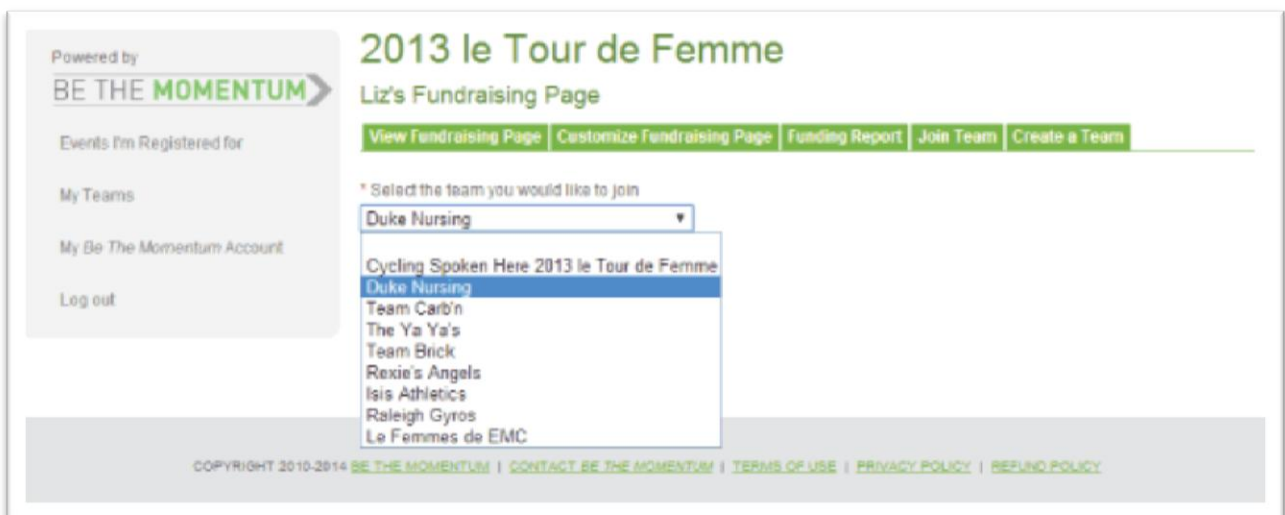 Powered by
BE THE MOMENTUM
Events I'm Registered for
My Teams
My Be The Momentum Account
Log out
2013 le Tour de Femme
Liz's Fundraising Page
View Fundraising Page Customize Fundraising Page Funding Report Join Team Create a Team
* Select the team you would like to join
Duke Nursing
Cycling Spoken Here 2013 le Tour de Femme
Duke Nursing
Team Carb'n
The Ya Ya's
Team Brick
Rexie's Angels
Isis Athletics
Raleigh Gyros
Le Femmes de EMC
COPYRIGHT 2010-2014 BE THE MOMENTUM | CONTACT BE THE MOMENTUM | TERMS OF USE | PRIVACY POLICY | REFUND POLICY